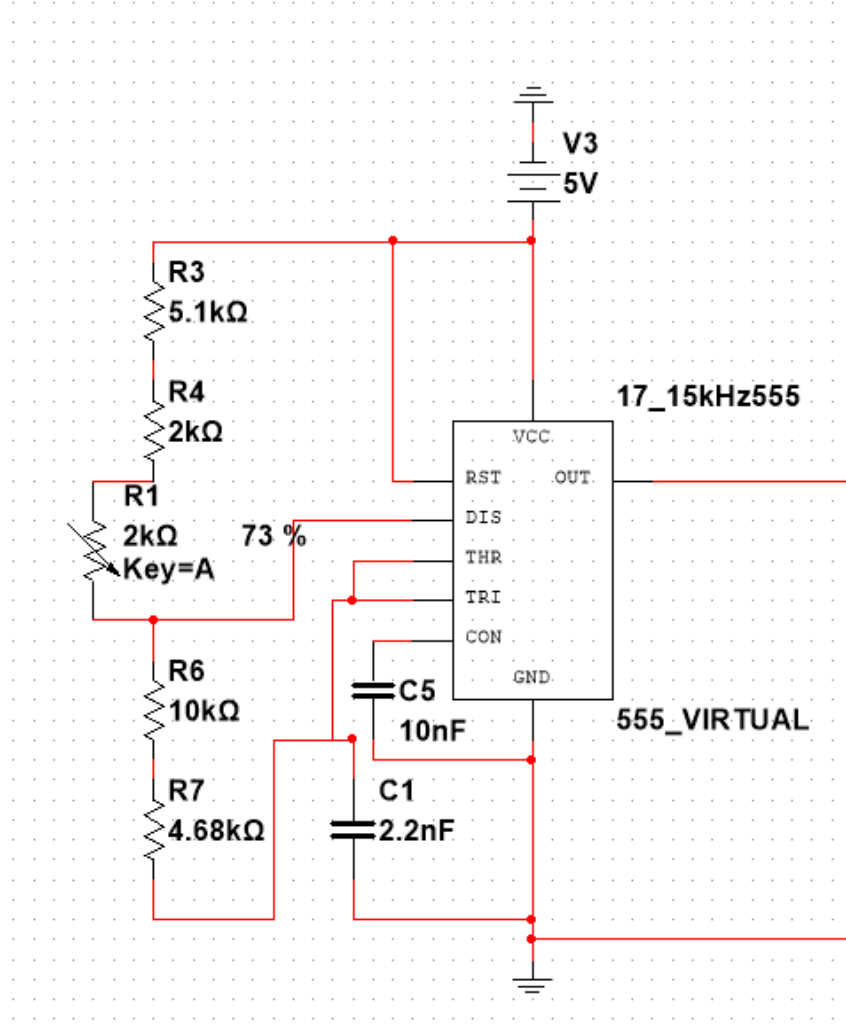 V3
5V
R3
5.1kΩ
R4
2kΩ
17_15kHz555
VCC
R1
2kΩ
73 %
Key=A
RST
OUT
DIS
THR
TRI
CON
GND
R6
10kΩ
C5
10nF
555_VIRTUAL
R7
4.68kΩ
C1
2.2nF